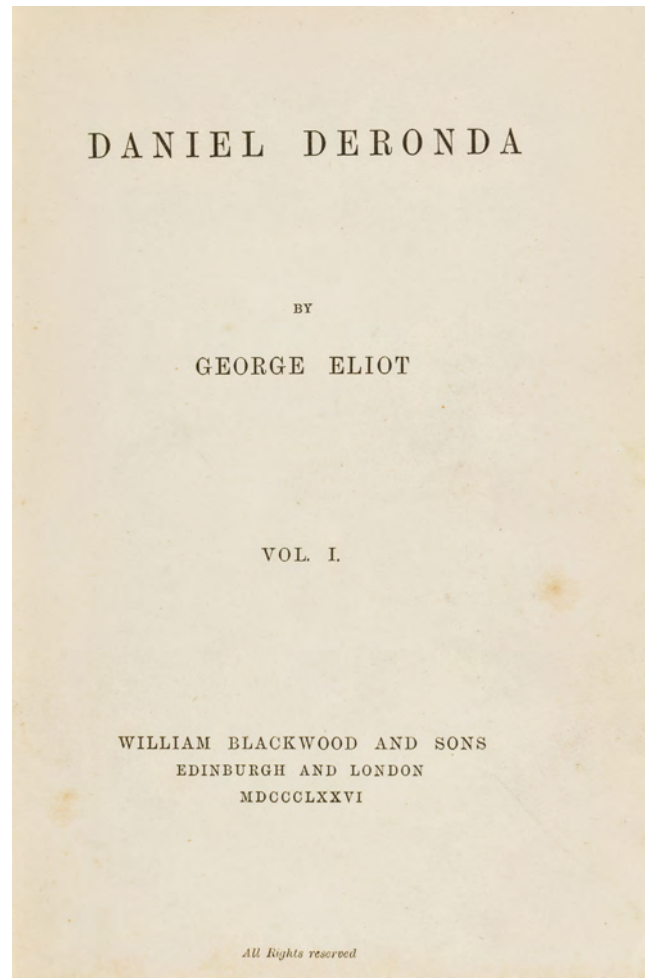 DANIEL DERONDA
BY
GEORGE ELIOT
VOL. I.
WILLIAM BLACKWOOD AND SONS
EDINBURGH AND LONDON
MDCCCLXXVI
All Rights reserved